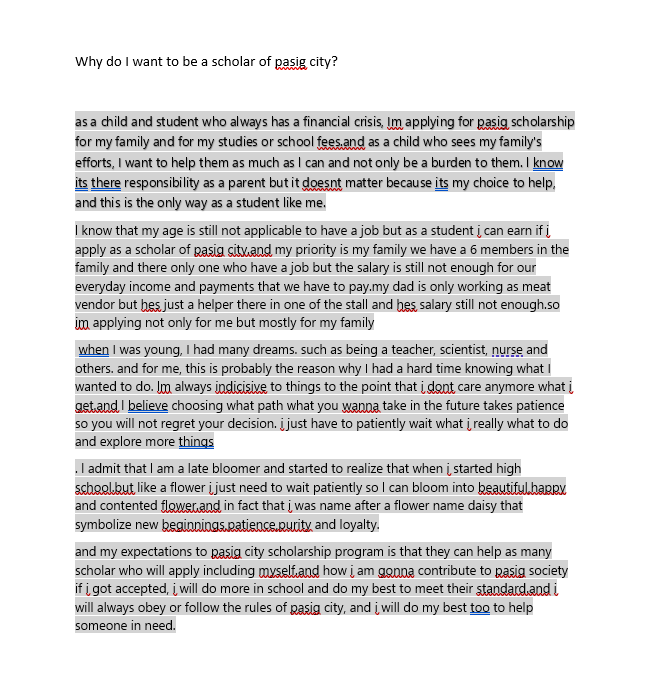 Why do I want to be a scholar of pasig city?
as a child and student who always has a financial crisis, Im applying for pasig scholarship
for my family and for my studies or school fees.and as a child who sees my family's
efforts, I want to help them as much as I can and not only be a burden to them. I know
its there responsibility as a parent but it doesnt matter because its my choice to help,
and this is the only way as a student like me.
I know that my age is still not applicable to have a job but as a student i can earn if i
apply as a scholar of pasig city.and my priority is my family we have a 6 members in the
family and there only one who have a job but the salary is still not enough for our
everyday income and payments that we have to pay.my dad is only working as meat
vendor but hes just a helper there in one of the stall and hes salary still not enough.so
im applying not only for me but mostly for my family
when I was young, I had many dreams. such as being a teacher, scientist, nurse and
others. and for me, this is probably the reason why I had a hard time knowing what I
wanted to do. Im always indicisive to things to the point that i dont care anymore what i
get.and I believe choosing what path what you wanna take in the future takes patience
so you will not regret your decision. i just have to patiently wait what i really what to do
and explore more things
. I admit that I am a late bloomer and started to realize that when i started high
school.but like a flower i just need to wait patiently so I can bloom into beautiful,happy
and contented flower.and in fact that i was name after a flower name daisy that
symbolize new beginnings,patience,purity and loyalty.
and my expectations to pasig city scholarship program is that they can help as many
scholar who will apply including myself.and how i am gonna contribute to pasig society
if i got accepted, i will do more in school and do my best to meet their standard.and i
will always obey or follow the rules of pasig city, and i will do my best too to help
someone in need.